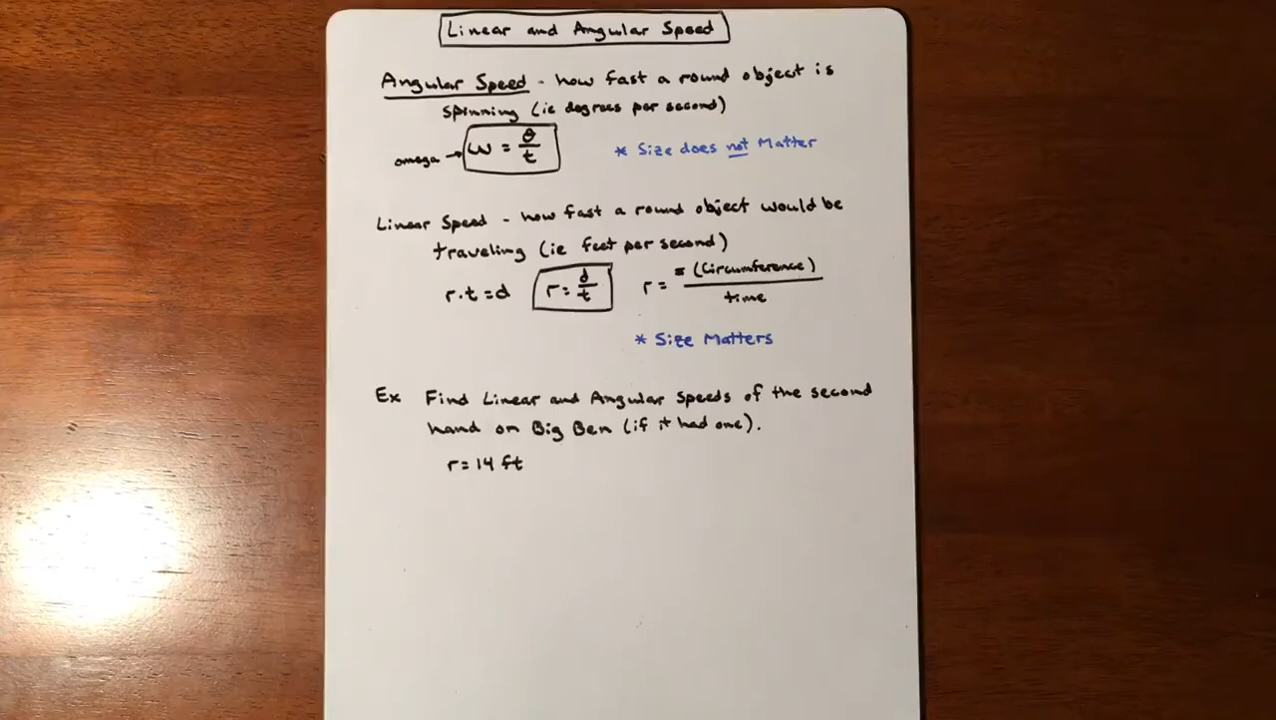 Linear and Angular Speed
Angular Speed - how fast a round object is
spinning (ie degrees per second)
omega → ω = θ/t * Size does not Matter
Linear Speed - how fast a round object would be
traveling (ie feet per second)
r·t = d r = d/t r = (Circumference)/time
* Size Matters
Ex Find Linear and Angular Speeds of the second
hand on Big Ben (if it had one).
r = 14 ft